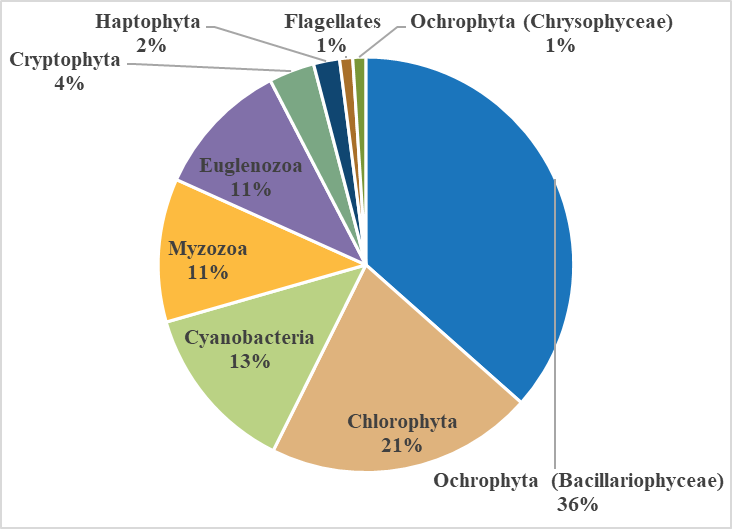 Haptophyta
2%
Flagellates
1%
Ochrophyta (Chrysophyceae)
1%
Cryptophyta
4%
Euglenozoa
11%
Myzozoa
11%
Cyanobacteria
13%
Chlorophyta
21%
Ochrophyta (Bacillariophyceae)
36%